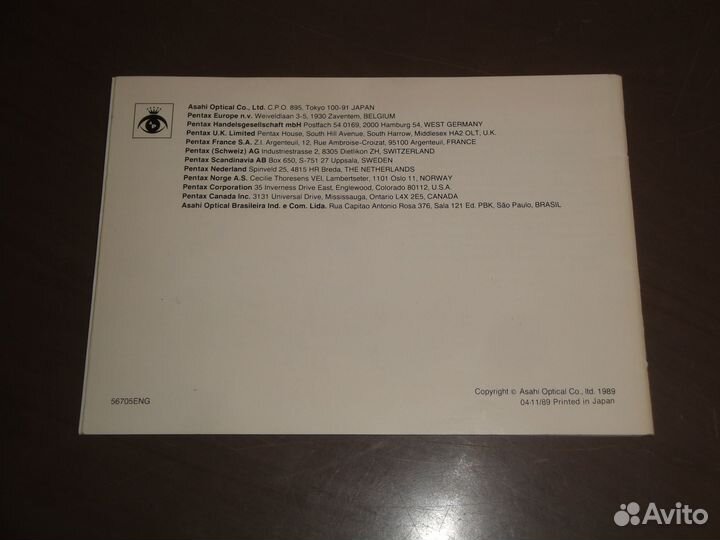 Asahi Optical Co., Ltd. C.P.O. 895, Tokyo 100-91 JAPAN
Pentax Europe n.v. Weiveldlaan 3-5, 1930 Zaventem, BELGIUM
Pentax Handelsgesellschaft mbH Postfach 54 0169, 2000 Hamburg 54, WEST GERMANY
Pentax U.K. Limited Pentax House, South Hill Avenue, South Harrow, Middlesex HA2 OLT, U.K.
Pentax France S.A. Z.I. Argenteuil, 12, Rue Ambroise-Croizat, 95100 Argenteuil, FRANCE
Pentax (Schweiz) AG Industriestrasse 2, 8305 Dietlikon ZH, SWITZERLAND
Pentax Scandinavia AB Box 650, S-751 27 Uppsala, SWEDEN
Pentax Nederland Spinveld 25, 4815 HR Breda, THE NETHERLANDS
Pentax Norge A.S. Cecilie Thoresens VEI, Lambertseter, 1101 Oslo 11, NORWAY
Pentax Corporation 35 Inverness Drive East, Englewood, Colorado 80112, U.S.A.
Pentax Canada Inc. 3131 Universal Drive, Mississauga, Ontario L4X 2E5, CANADA
Asahi Optical Brasileira Ind. e Com. Ltda. Rua Capitao Antonio Rosa 376, Sala 121 Ed. PBK, São Paulo, BRASIL
Copyright © Asahi Optical Co., ltd. 1989
56705ENG
04-11/89 Printed in Japan
Avito